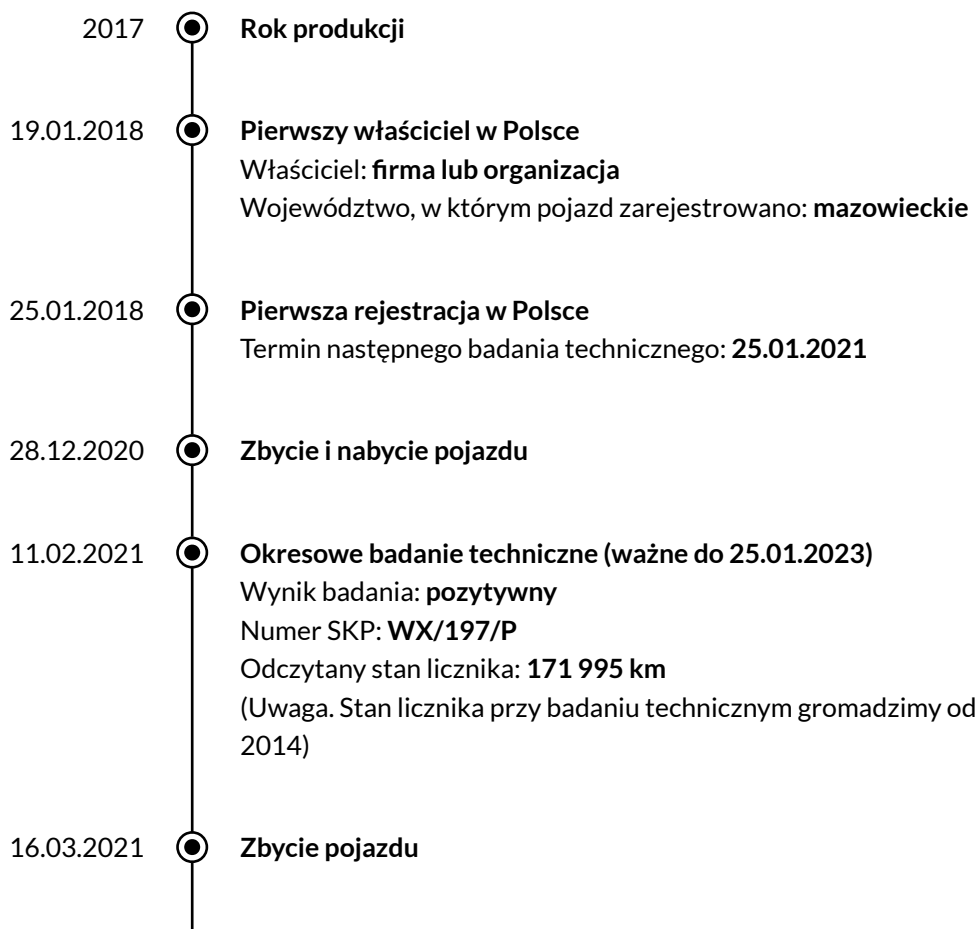 2017 Rok produkcji
19.01.2018 Pierwszy właściciel w Polsce
Właściciel: firma lub organizacja
Województwo, w którym pojazd zarejestrowano: mazowieckie
25.01.2018 Pierwsza rejestracja w Polsce
Termin następnego badania technicznego: 25.01.2021
28.12.2020 Zbycie i nabycie pojazdu
11.02.2021 Okresowe badanie techniczne (ważne do 25.01.2023)
Wynik badania: pozytywny
Numer SKP: WX/197/P
Odczytany stan licznika: 171 995 km
(Uwaga. Stan licznika przy badaniu technicznym gromadzimy od
2014)
16.03.2021 Zbycie pojazdu